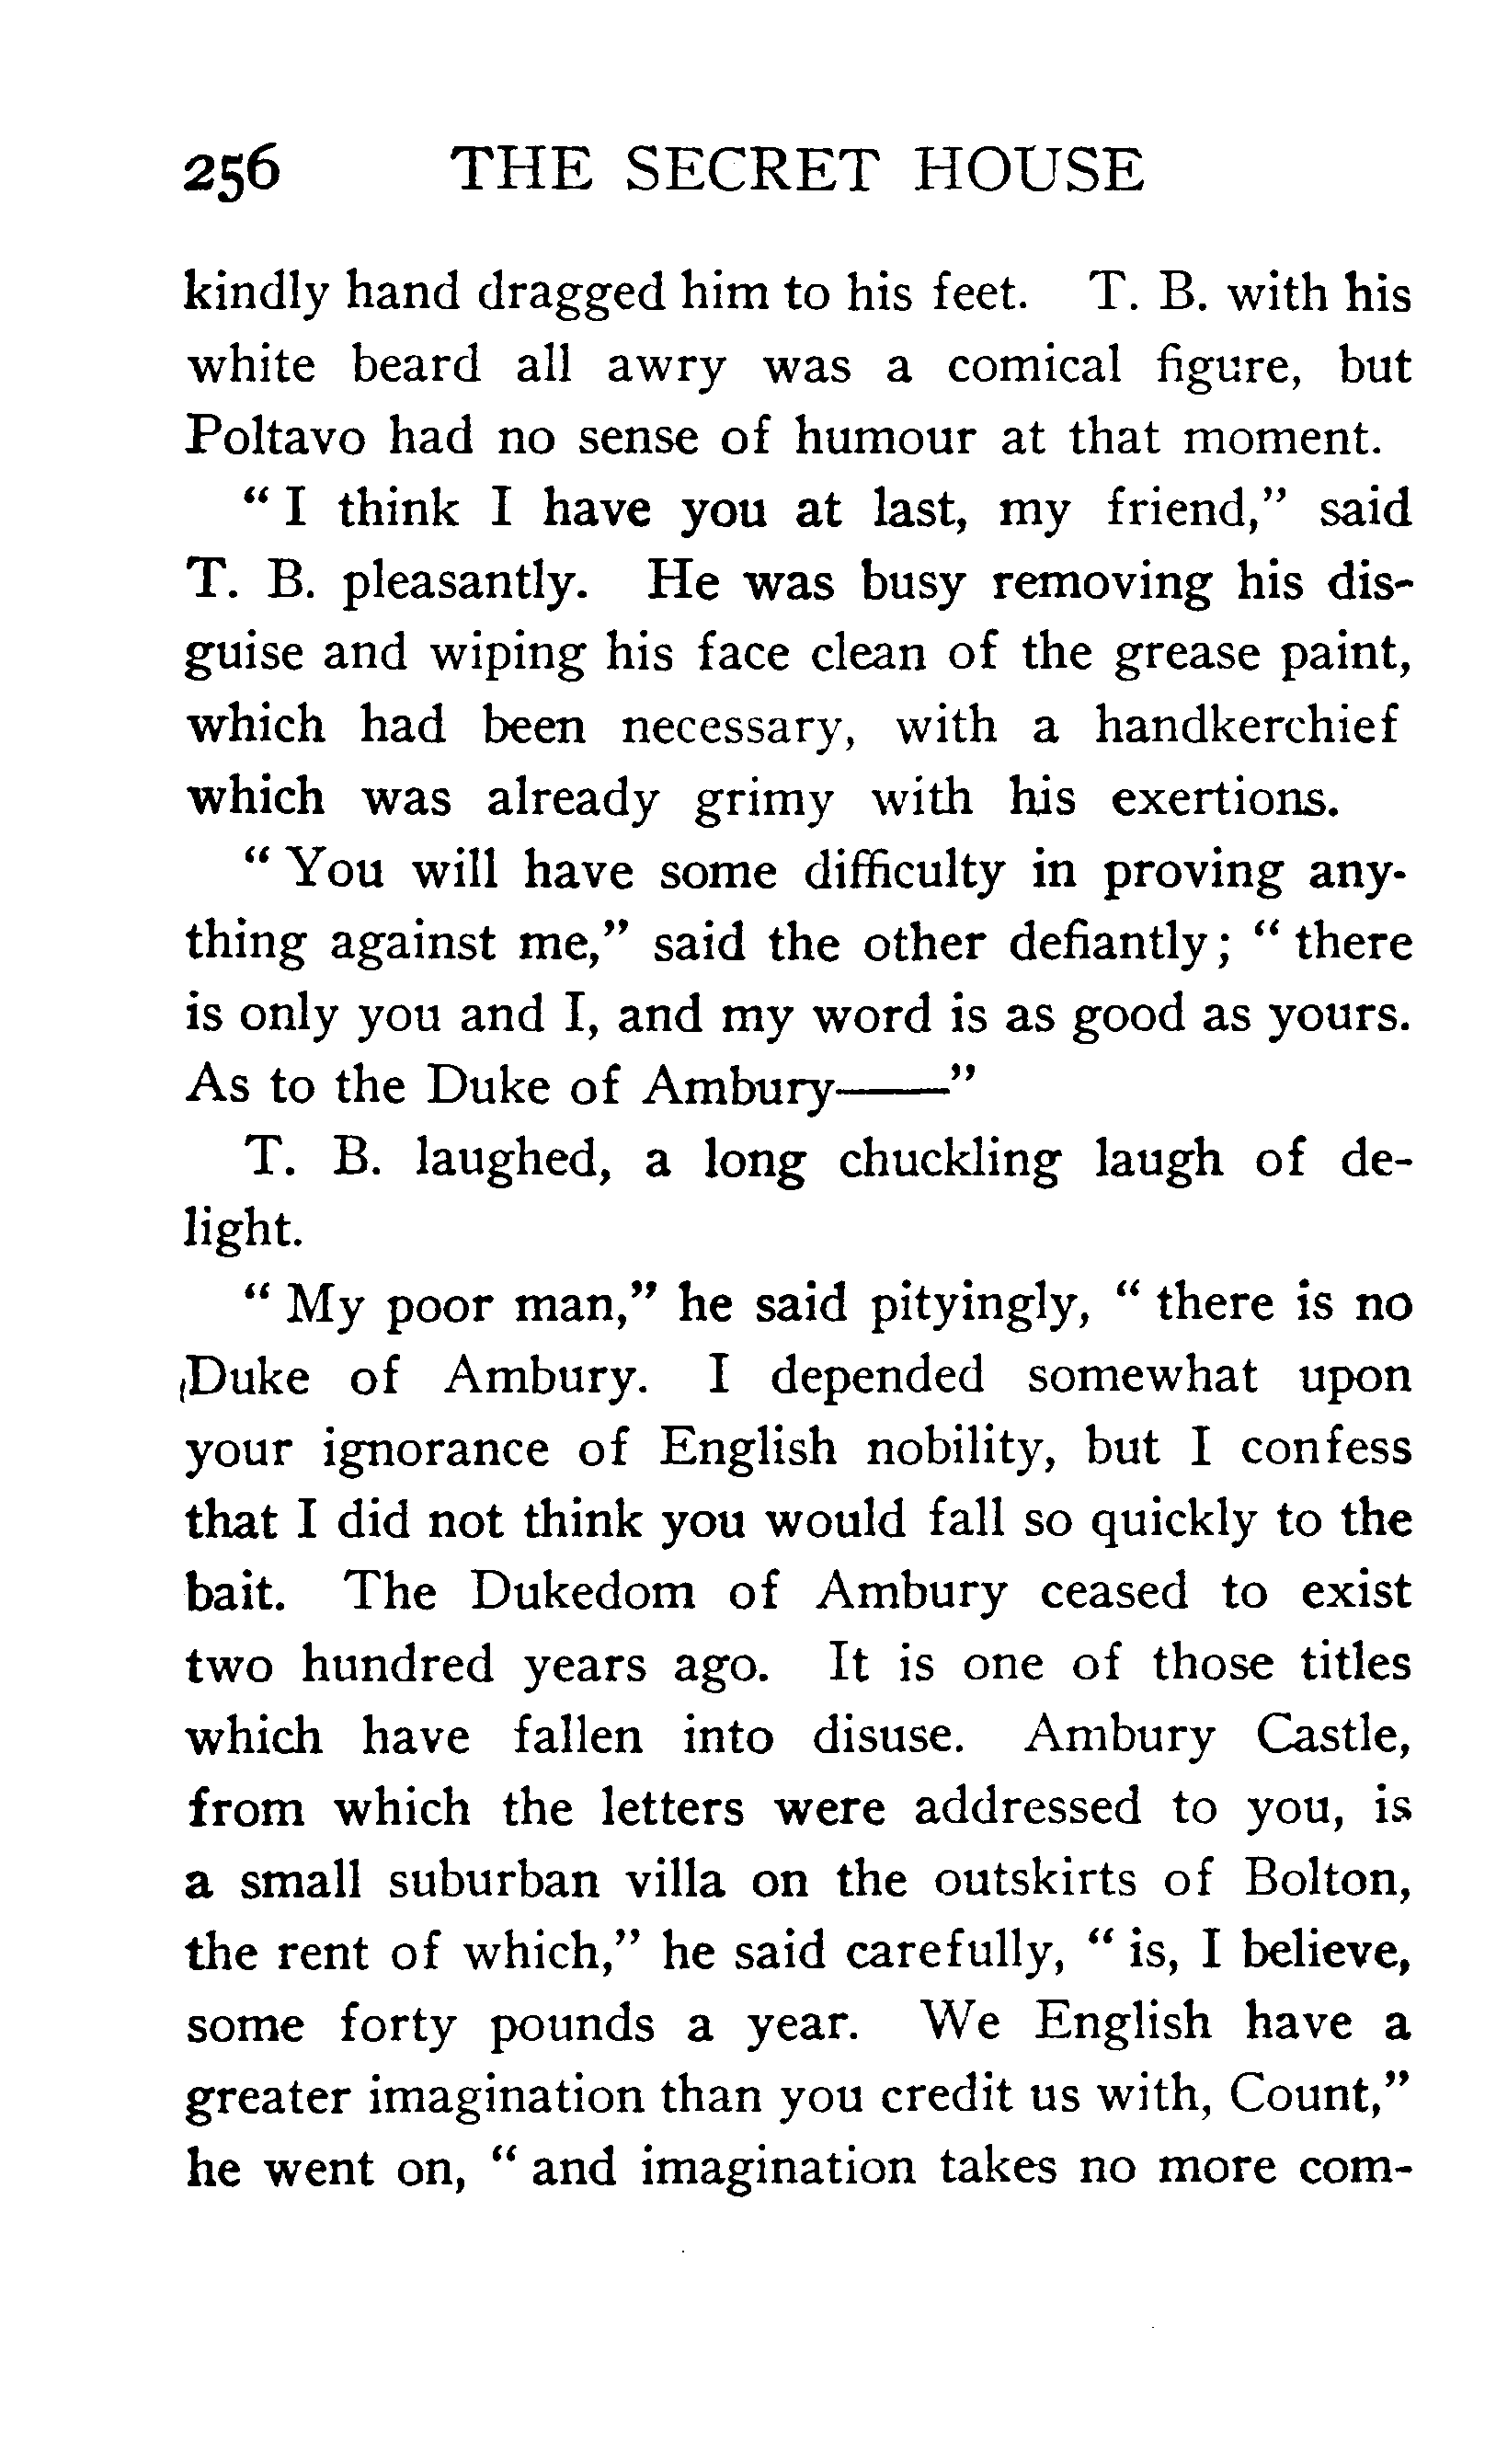 256 THE SECRET HOUSE
kindly hand dragged him to his feet. T. B. with his
white beard all awry was a comical figure, but
Poltavo had no sense of humour at that moment.
“ I think I have you at last, my friend,” said
T. B. pleasantly. He was busy removing his dis-
guise and wiping his face clean of the grease paint,
which had been necessary, with a handkerchief
which was already grimy with his exertions.
“ You will have some difficulty in proving any-
thing against me,” said the other defiantly ; “ there
is only you and I, and my word is as good as yours.
As to the Duke of Ambury——”
T. B. laughed, a long chuckling laugh of de-
light.
“ My poor man,” he said pityingly, “ there is no
Duke of Ambury. I depended somewhat upon
your ignorance of English nobility, but I confess
that I did not think you would fall so quickly to the
bait. The Dukedom of Ambury ceased to exist
two hundred years ago. It is one of those titles
which have fallen into disuse. Ambury Castle,
from which the letters were addressed to you, is
a small suburban villa on the outskirts of Bolton,
the rent of which,” he said carefully, “ is, I believe,
some forty pounds a year. We English have a
greater imagination than you credit us with, Count,”
he went on, “ and imagination takes no more com-